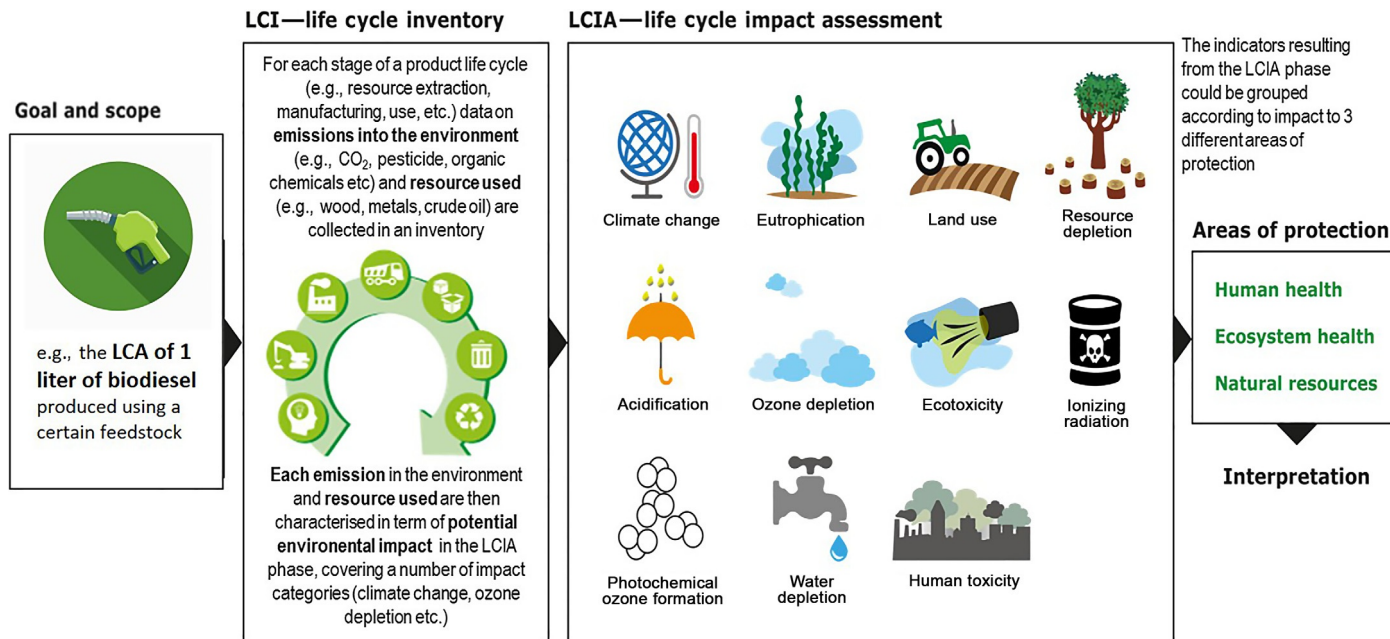 Goal and scope
e.g., the LCA of 1
liter of biodiesel
produced using a
certain feedstock
LCI—life cycle inventory
For each stage of a product life cycle
(e.g., resource extraction,
manufacturing, use, etc.) data on
emissions into the environment
(e.g., CO₂, pesticide, organic
chemicals etc) and resource used
(e.g., wood, metals, crude oil) are
collected in an inventory
Each emission in the environment
and resource used are then
characterised in term of potential
environental impact in the LCIA
phase, covering a number of impact
categories (climate change, ozone
depletion etc.)
LCIA—life cycle impact assessment
Climate change
Eutrophication
Land use
Resource
depletion
Acidification
Ozone depletion
Ecotoxicity
Ionizing
radiation
Photochemical
ozone formation
Water
depletion
Human toxicity
The indicators resulting
from the LCIA phase
could be grouped
according to impact to 3
different areas of
protection
Areas of protection
Human health
Ecosystem health
Natural resources
Interpretation